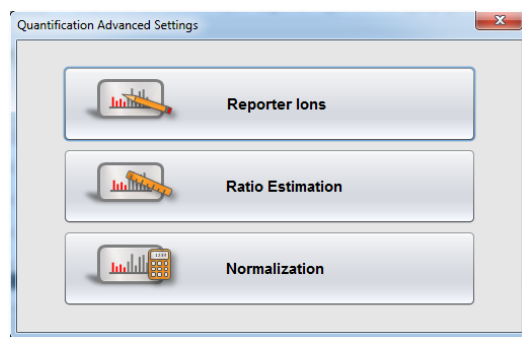 Quantification Advanced Settings
Reporter Ions
Ratio Estimation
Normalization